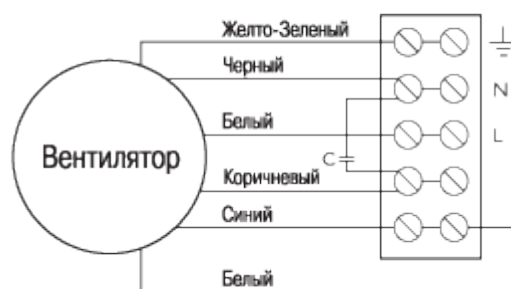 Желто-Зеленый
Черный
N
Белый
L
Вентилятор
C
Коричневый
Синий
Белый